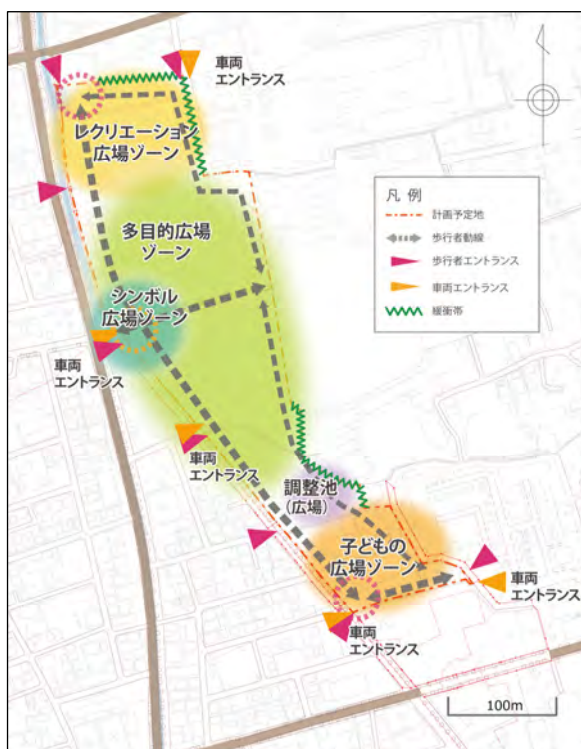 車両
エントランス
レクリエーション
広場ゾーン
多目的広場
ゾーン
シンボル
広場ゾーン
車両
エントランス
車両
エントランス
調整池
(広場)
子どもの
広場ゾーン
車両
エントランス
車両
エントランス
凡 例
計画予定地
歩行者動線
歩行者エントランス
車両エントランス
緩衝帯
100m